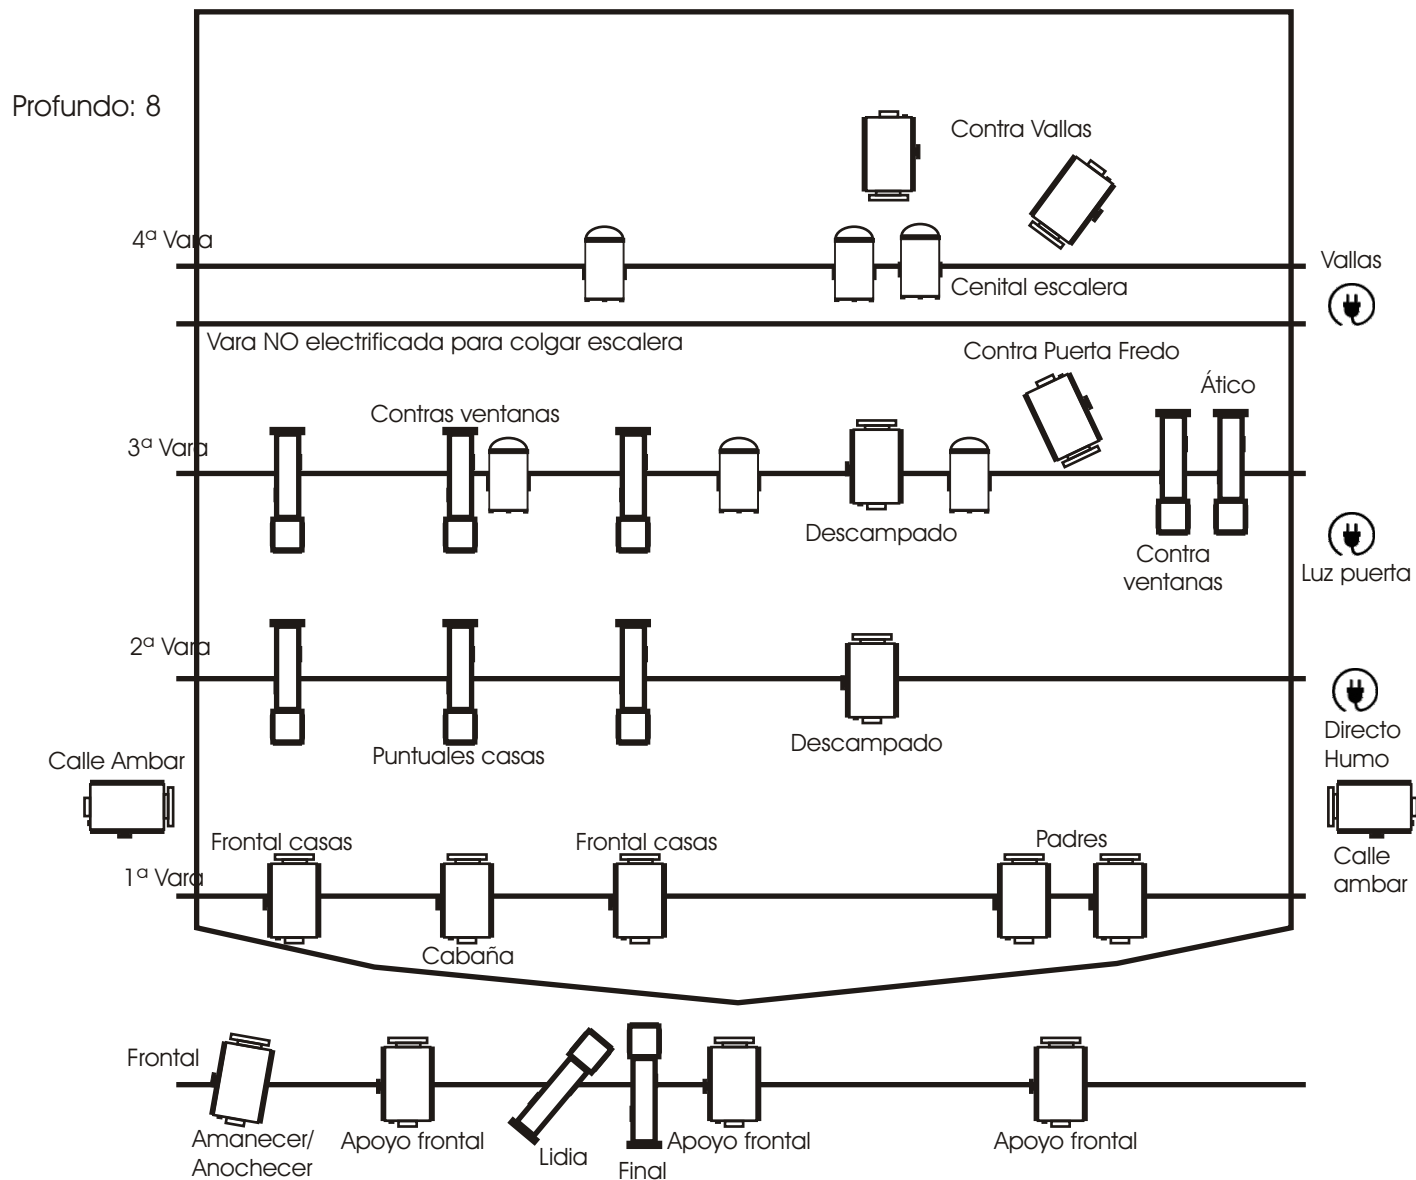 Profundo: 8
Contra Vallas
4ª Vara
Vallas
Cenital escalera
Vara NO electrificada para colgar escalera
Contra Puerta Fredo
Ático
Contras ventanas
3ª Vara
Descampado
Contra
ventanas
Luz puerta
2ª Vara
Puntuales casas
Descampado
Directo
Humo
Calle Ambar
Frontal casas
Frontal casas
Padres
Calle
ambar
1ª Vara
Cabaña
Frontal
Amanecer/
Anochecer
Apoyo frontal
Lidia
Final
Apoyo frontal
Apoyo frontal